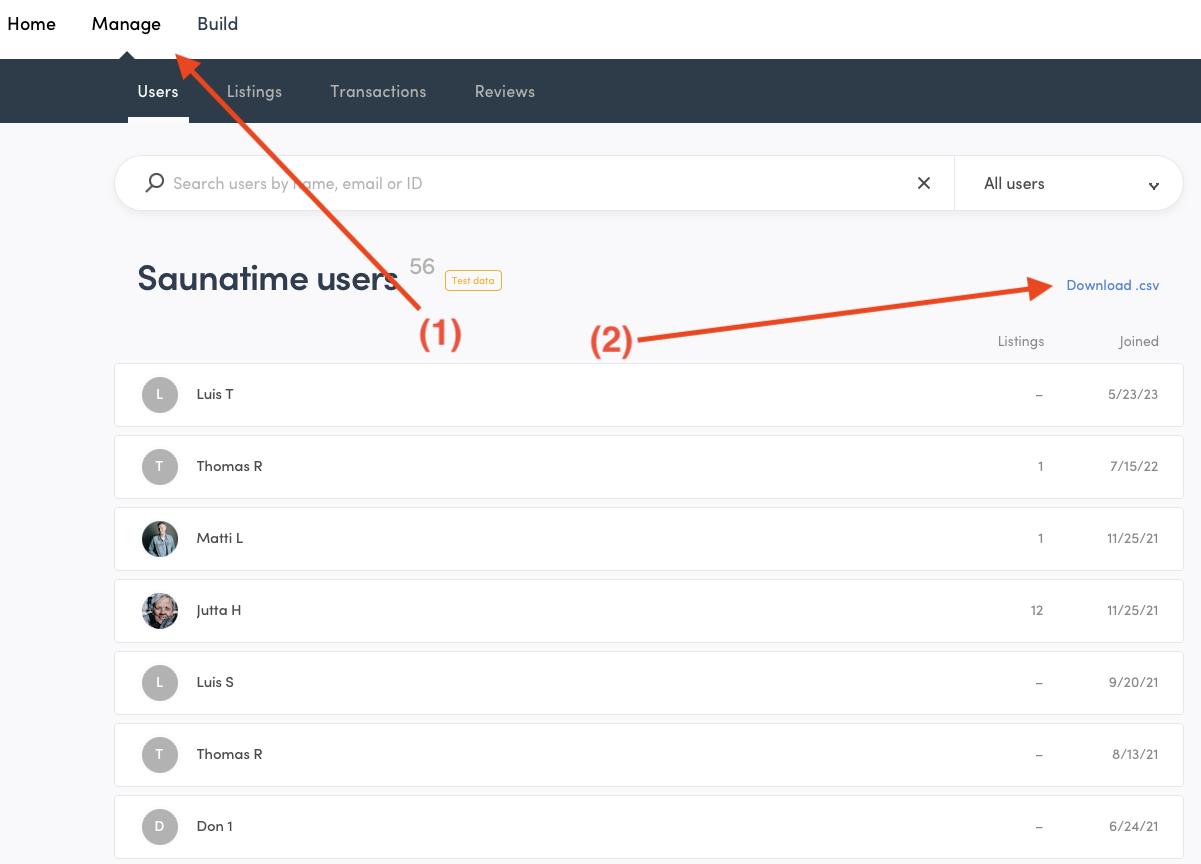 Home Manage Build
Users Listings Transactions Reviews
Search users by name, email or ID All users
Saunatime users 56 Test data Download .csv
(1) (2)
Listings Joined
L Luis T – 5/23/23
T Thomas R 1 7/15/22
Matti L 1 11/25/21
Jutta H 12 11/25/21
L Luis S – 9/20/21
T Thomas R – 8/13/21
D Don 1 – 6/24/21